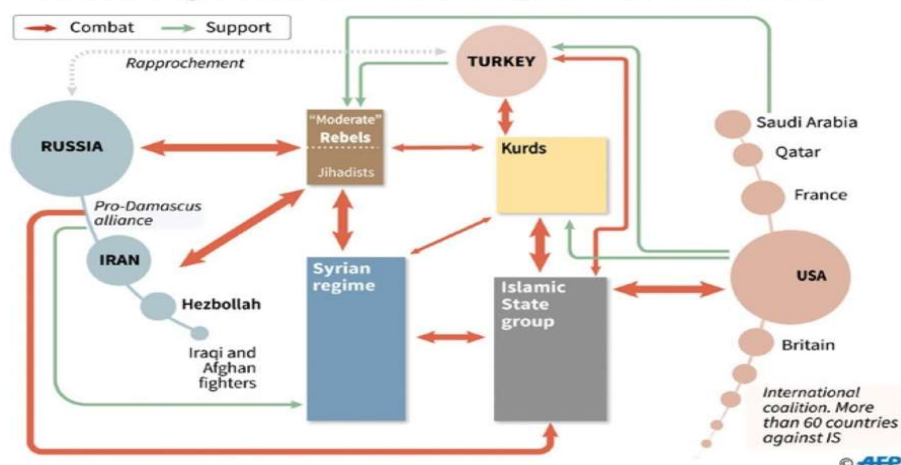 Combat
Support
Rapprochement
TURKEY
RUSSIA
"Moderate"
Rebels
Jihadists
Kurds
Saudi Arabia
Qatar
France
Pro-Damascus
alliance
IRAN
Hezbollah
Iraqi and
Afghan
fighters
Syrian
regime
Islamic
State
group
USA
Britain
International
coalition. More
than 60 countries
against IS
© AFP